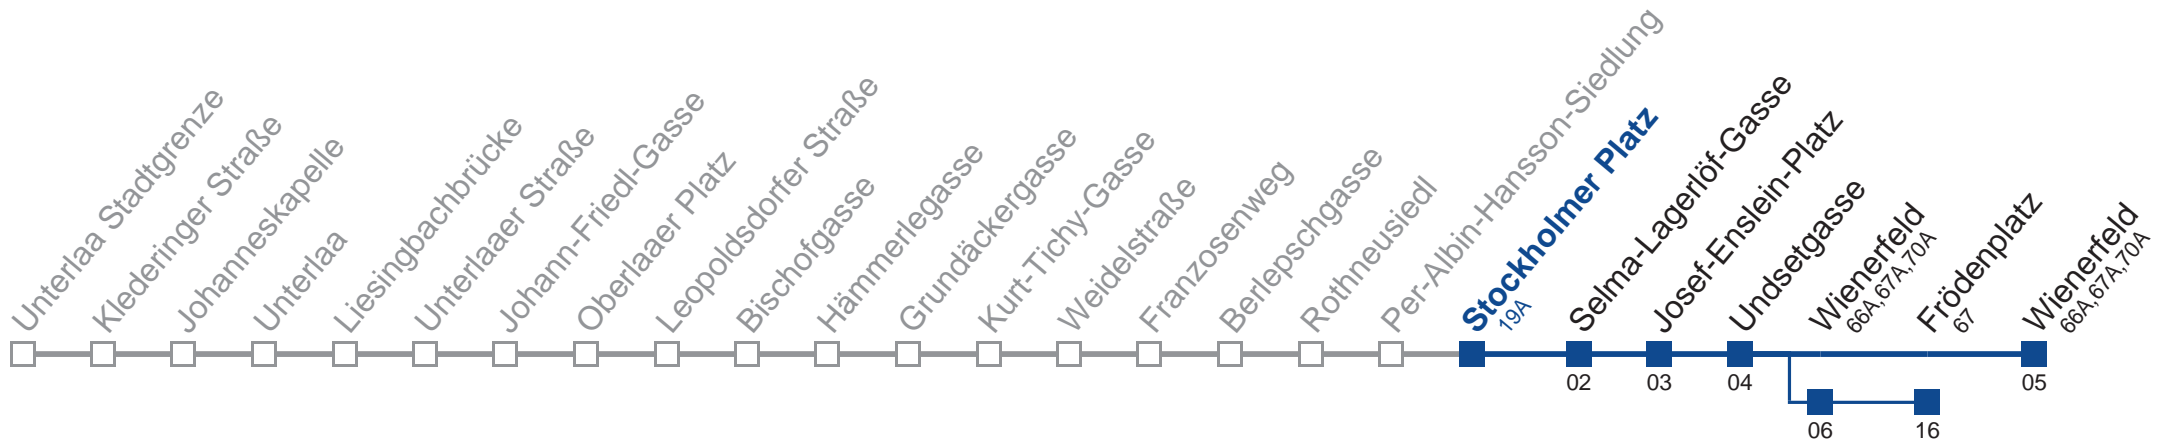 Unterlaa Stadtgrenze
Klederinger Straße
Johanneskapelle
Unterlaa
Liesingbachbrücke
Unterlaaer Straße
Johann-Friedl-Gasse
Oberlaaer Platz
Leopoldsdorfer Straße
Bischofgasse
Hämmerlegasse
Grundäckergasse
Kurt-Tichy-Gasse
Weidelstraße
Franzosenweg
Berlepschgasse
Rothneusiedl
Per-Albin-Hansson-Siedlung
Stockholmer Platz
19A
Selma-Lagerlöf-Gasse
Josef-Enslein-Platz
Undsetgasse
Wienerfeld
66A,67A,70A
Frödenplatz
67
Wienerfeld
66A,67A,70A
02
03
04
05
06
16